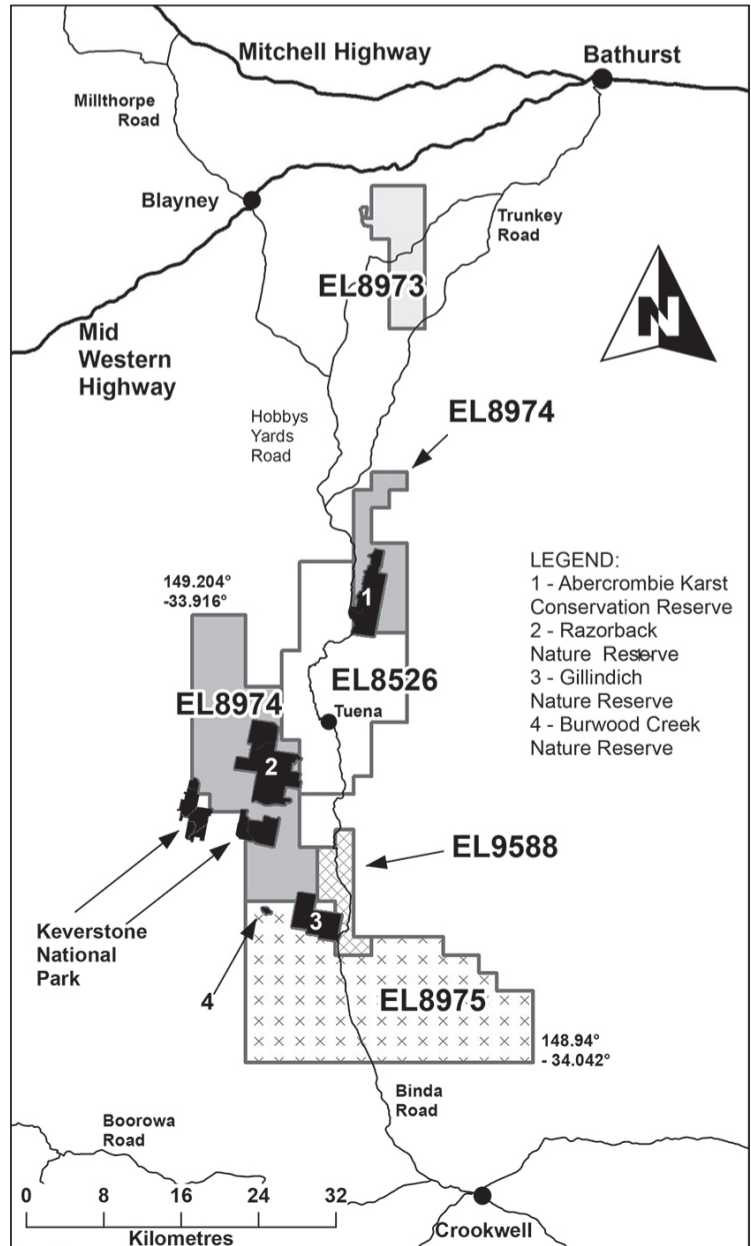 Mitchell Highway
Bathurst
Millthorpe
Road
Blayney
Trunkey
Road
EL8973
N
Mid
Western
Highway
Hobbys
Yards
Road
EL8974
149.204°
-33.916°
1
LEGEND:
1 - Abercrombie Karst
Conservation Reserve
2 - Razorback
Nature Reserve
3 - Gillindich
Nature Reserve
4 - Burwood Creek
Nature Reserve
EL8526
EL8974
Tuena
2
EL9588
Keverstone
National
Park
3
4
EL8975
148.94°
- 34.042°
Binda
Road
Boorowa
Road
0 8 16 24 32
Kilometres
Crookwell